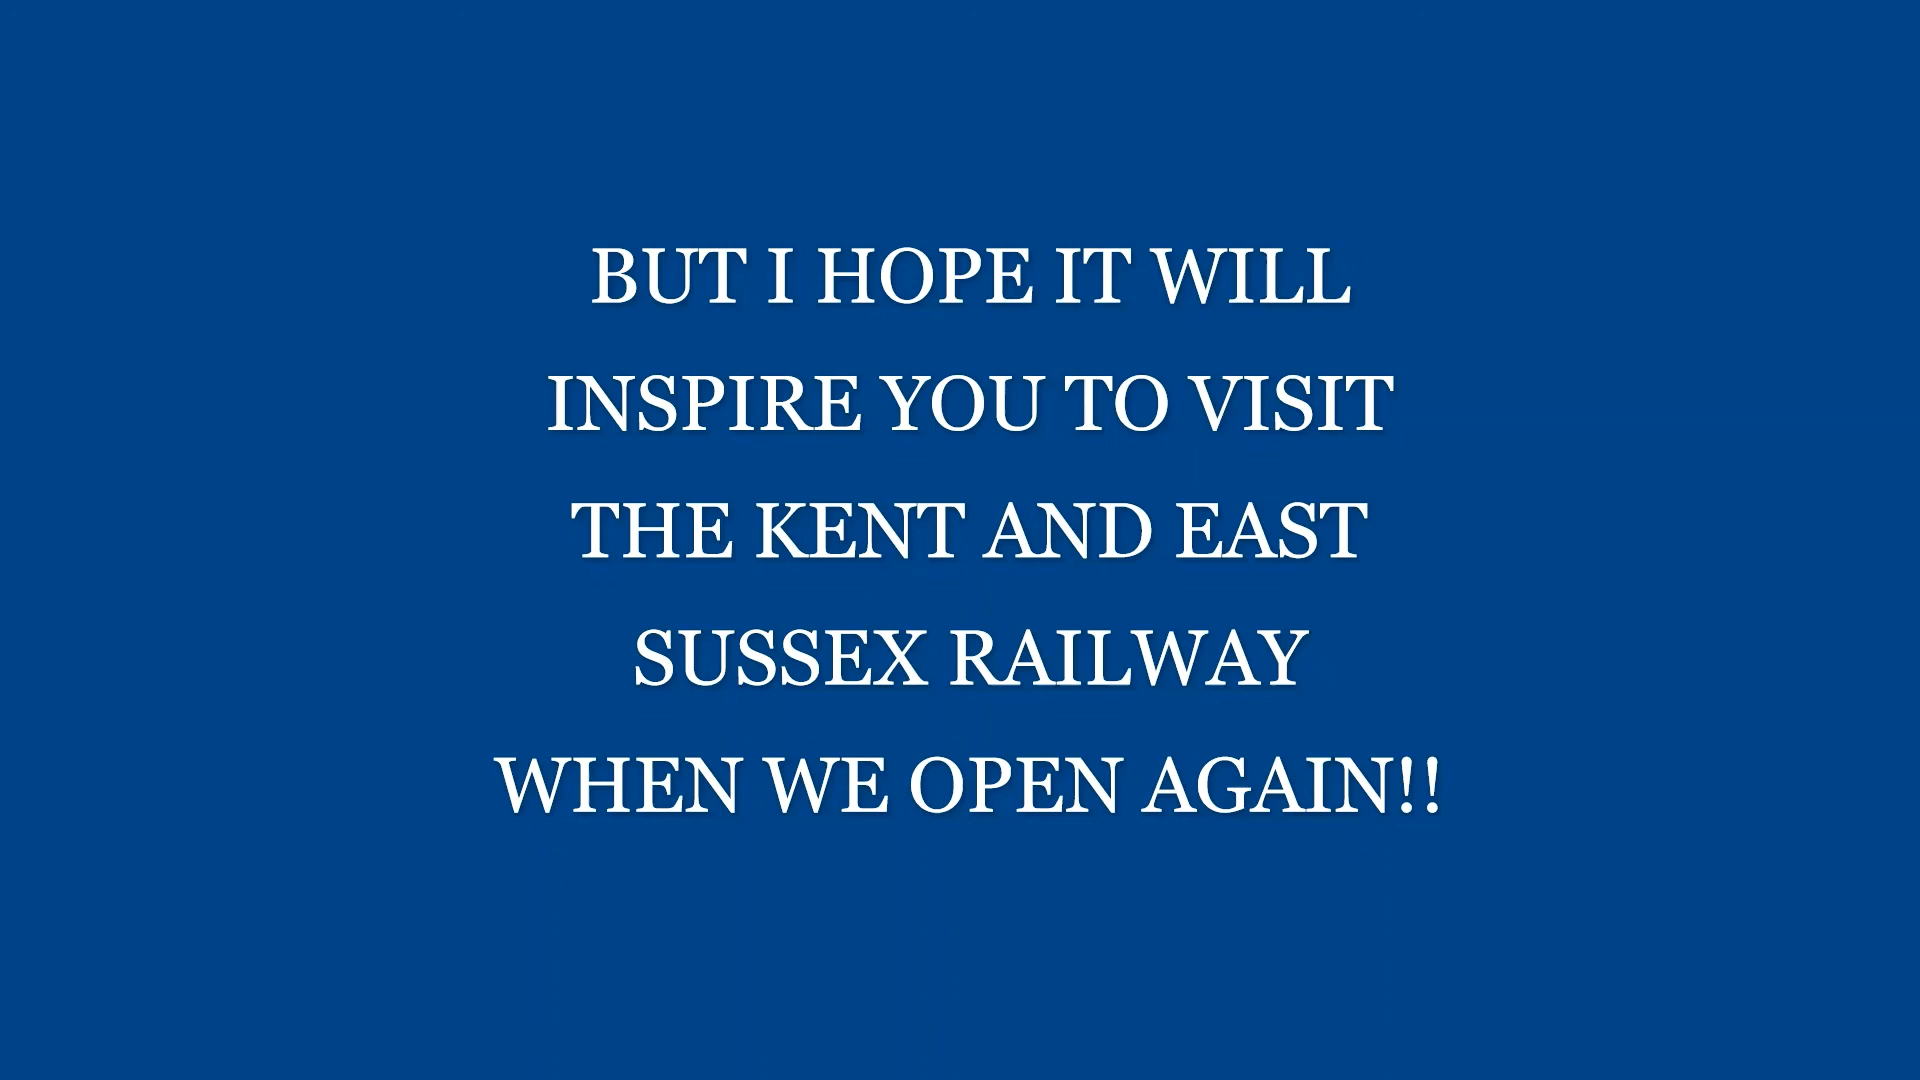 BUT I HOPE IT WILL
INSPIRE YOU TO VISIT
THE KENT AND EAST
SUSSEX RAILWAY
WHEN WE OPEN AGAIN!!